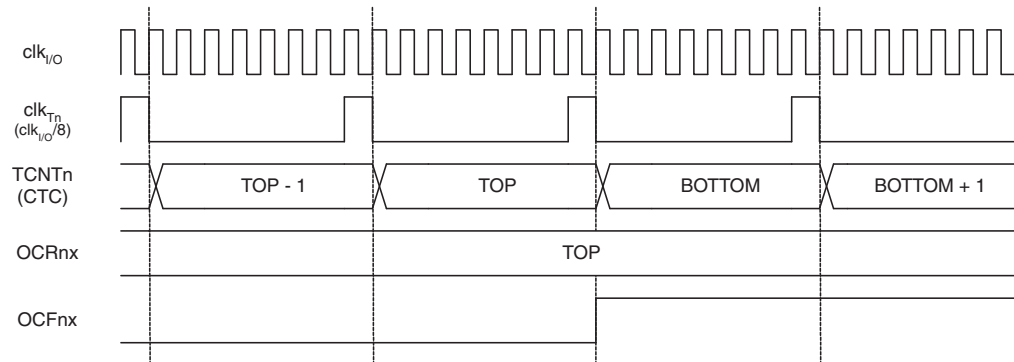 clkI/O
clkTn
(clkI/O/8)
TCNTn
(CTC)
TOP - 1
TOP
BOTTOM
BOTTOM + 1
OCRnx
TOP
OCFnx